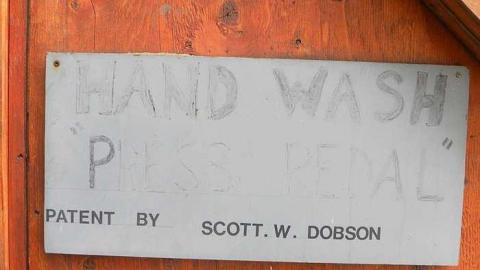 HAND WASH
"PRESS PEDAL"
PATENT BY SCOTT. W. DOBSON